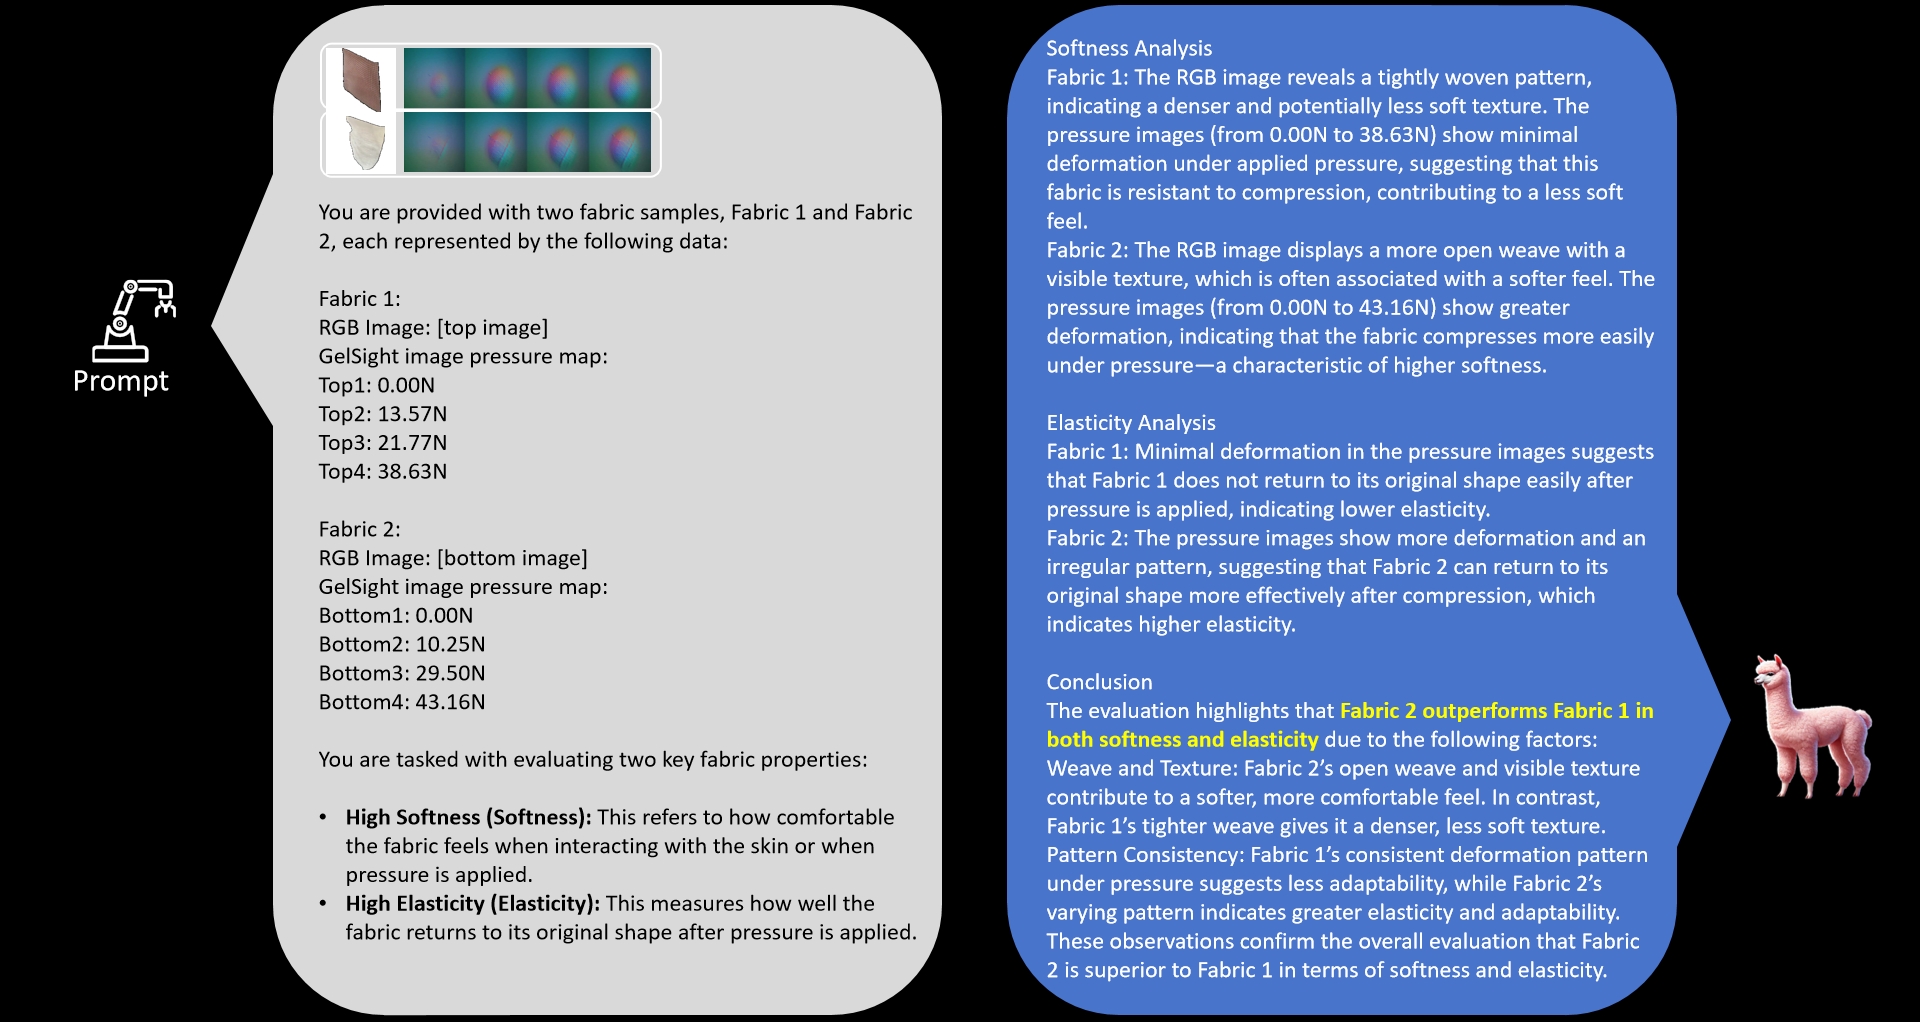 You are provided with two fabric samples, Fabric 1 and Fabric
2, each represented by the following data:
Fabric 1:
RGB Image: [top image]
GelSight image pressure map:
Top1: 0.00N
Top2: 13.57N
Top3: 21.77N
Top4: 38.63N
Fabric 2:
RGB Image: [bottom image]
GelSight image pressure map:
Bottom1: 0.00N
Bottom2: 10.25N
Bottom3: 29.50N
Bottom4: 43.16N
You are tasked with evaluating two key fabric properties:
• High Softness (Softness): This refers to how comfortable
the fabric feels when interacting with the skin or when
pressure is applied.
• High Elasticity (Elasticity): This measures how well the
fabric returns to its original shape after pressure is applied.
Prompt
Softness Analysis
Fabric 1: The RGB image reveals a tightly woven pattern,
indicating a denser and potentially less soft texture. The
pressure images (from 0.00N to 38.63N) show minimal
deformation under applied pressure, suggesting that this
fabric is resistant to compression, contributing to a less soft
feel.
Fabric 2: The RGB image displays a more open weave with a
visible texture, which is often associated with a softer feel. The
pressure images (from 0.00N to 43.16N) show greater
deformation, indicating that the fabric compresses more easily
under pressure—a characteristic of higher softness.
Elasticity Analysis
Fabric 1: Minimal deformation in the pressure images suggests
that Fabric 1 does not return to its original shape easily after
pressure is applied, indicating lower elasticity.
Fabric 2: The pressure images show more deformation and an
irregular pattern, suggesting that Fabric 2 can return to its
original shape more effectively after compression, which
indicates higher elasticity.
Conclusion
The evaluation highlights that Fabric 2 outperforms Fabric 1 in
both softness and elasticity due to the following factors:
Weave and Texture: Fabric 2’s open weave and visible texture
contribute to a softer, more comfortable feel. In contrast,
Fabric 1’s tighter weave gives it a denser, less soft texture.
Pattern Consistency: Fabric 1’s consistent deformation pattern
under pressure suggests less adaptability, while Fabric 2’s
varying pattern indicates greater elasticity and adaptability.
These observations confirm the overall evaluation that Fabric
2 is superior to Fabric 1 in terms of softness and elasticity.